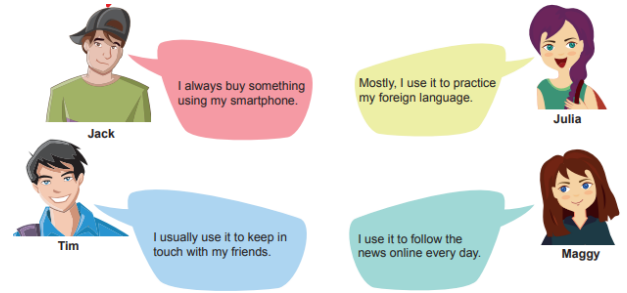 I always buy something
using my smartphone.
Jack
Mostly, I use it to practice
my foreign language.
Julia
I usually use it to keep in
touch with my friends.
Tim
I use it to follow the
news online every day.
Maggy